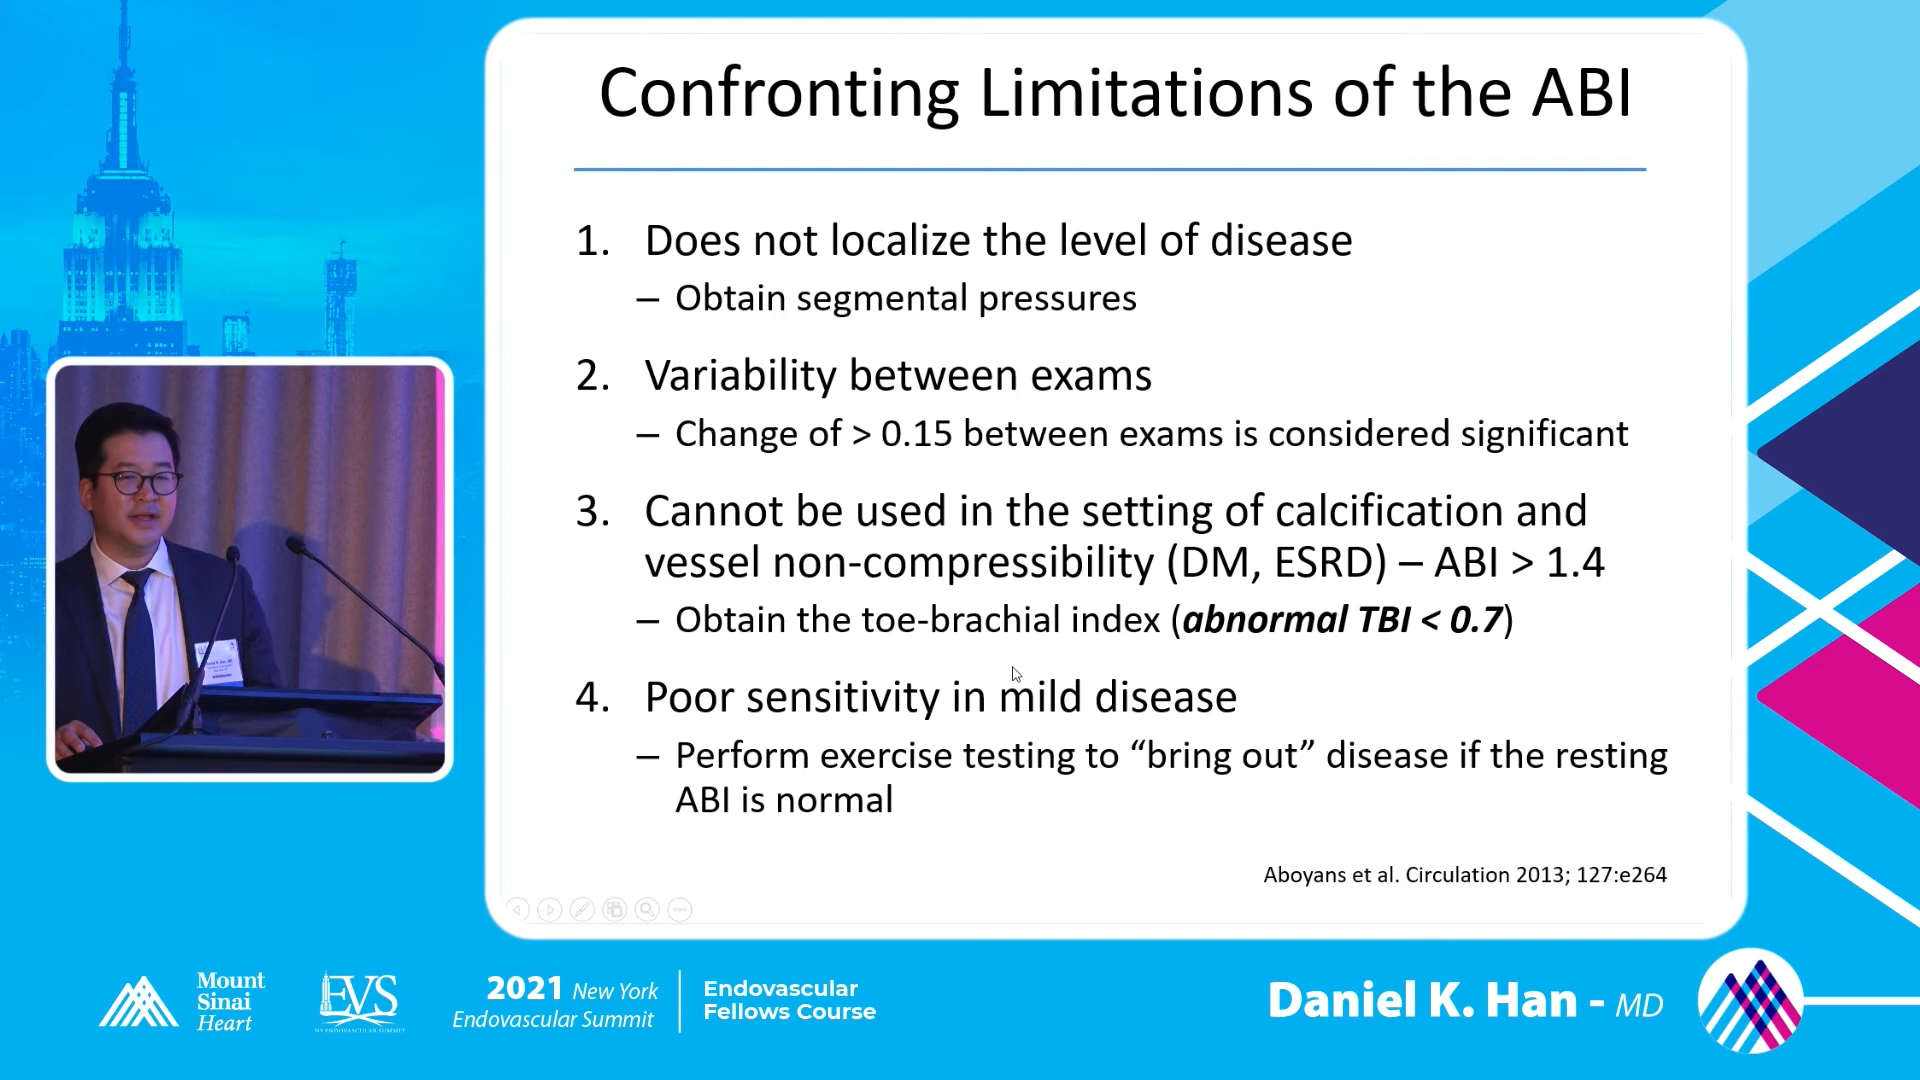 Confronting Limitations of the ABI
1. Does not localize the level of disease
– Obtain segmental pressures
2. Variability between exams
– Change of > 0.15 between exams is considered significant
3. Cannot be used in the setting of calcification and
vessel non-compressibility (DM, ESRD) – ABI > 1.4
– Obtain the toe-brachial index (abnormal TBI < 0.7)
4. Poor sensitivity in mild disease
– Perform exercise testing to “bring out” disease if the resting
ABI is normal
Aboyans et al. Circulation 2013; 127:e264
Mount
Sinai
Heart
EVS
NY ENDOVASCULAR SUMMIT
2021 New York
Endovascular Summit
Endovascular
Fellows Course
Daniel K. Han - MD